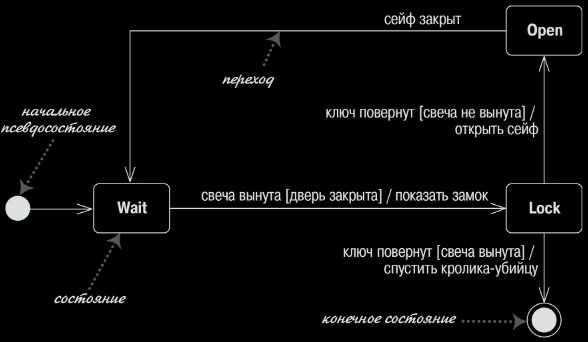 сейф закрыт
Open
переход
ключ повернут [свеча не вынута] /
открыть сейф
начальное
псевдосостояние
Wait
свеча вынута [дверь закрыта] / показать замок
Lock
ключ повернут [свеча вынута] /
спустить кролика-убийцу
состояние
конечное состояние